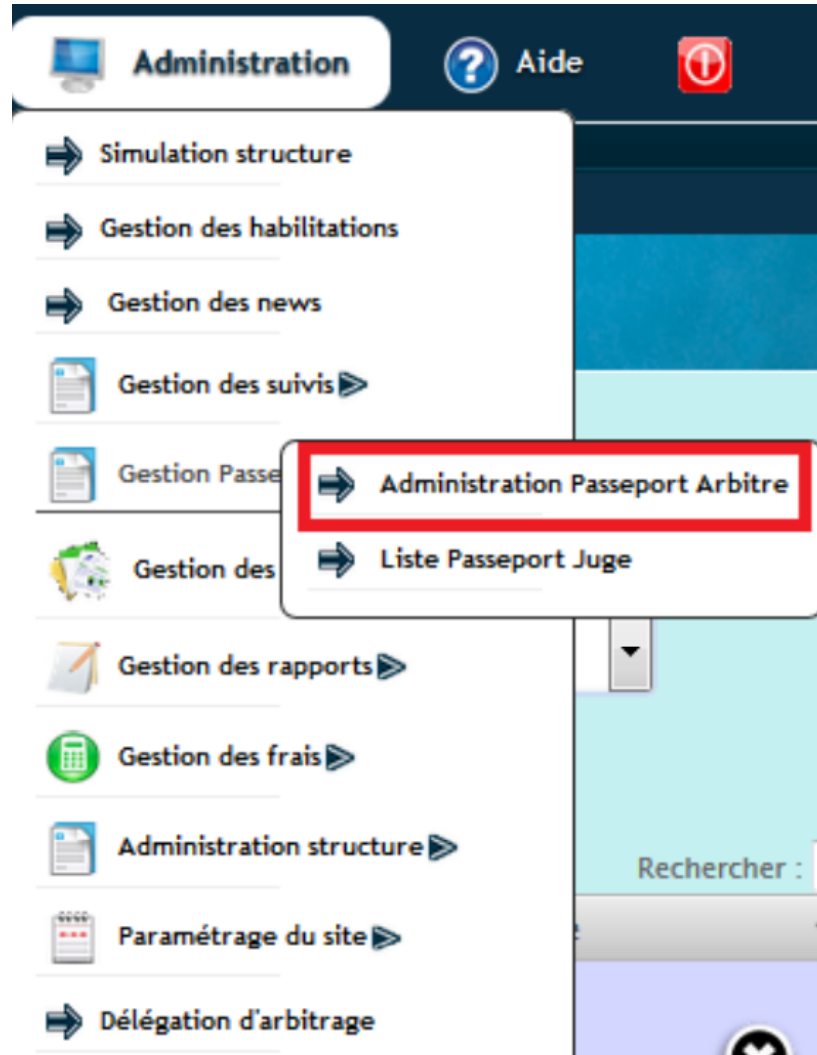 Administration
Aide
Simulation structure
Gestion des habilitations
Gestion des news
Gestion des suivis
Gestion Passe
Administration Passeport Arbitre
Liste Passeport Juge
Gestion des
Gestion des rapports
Gestion des frais
Administration structure
Rechercher :
Paramétrage du site
Délégation d'arbitrage